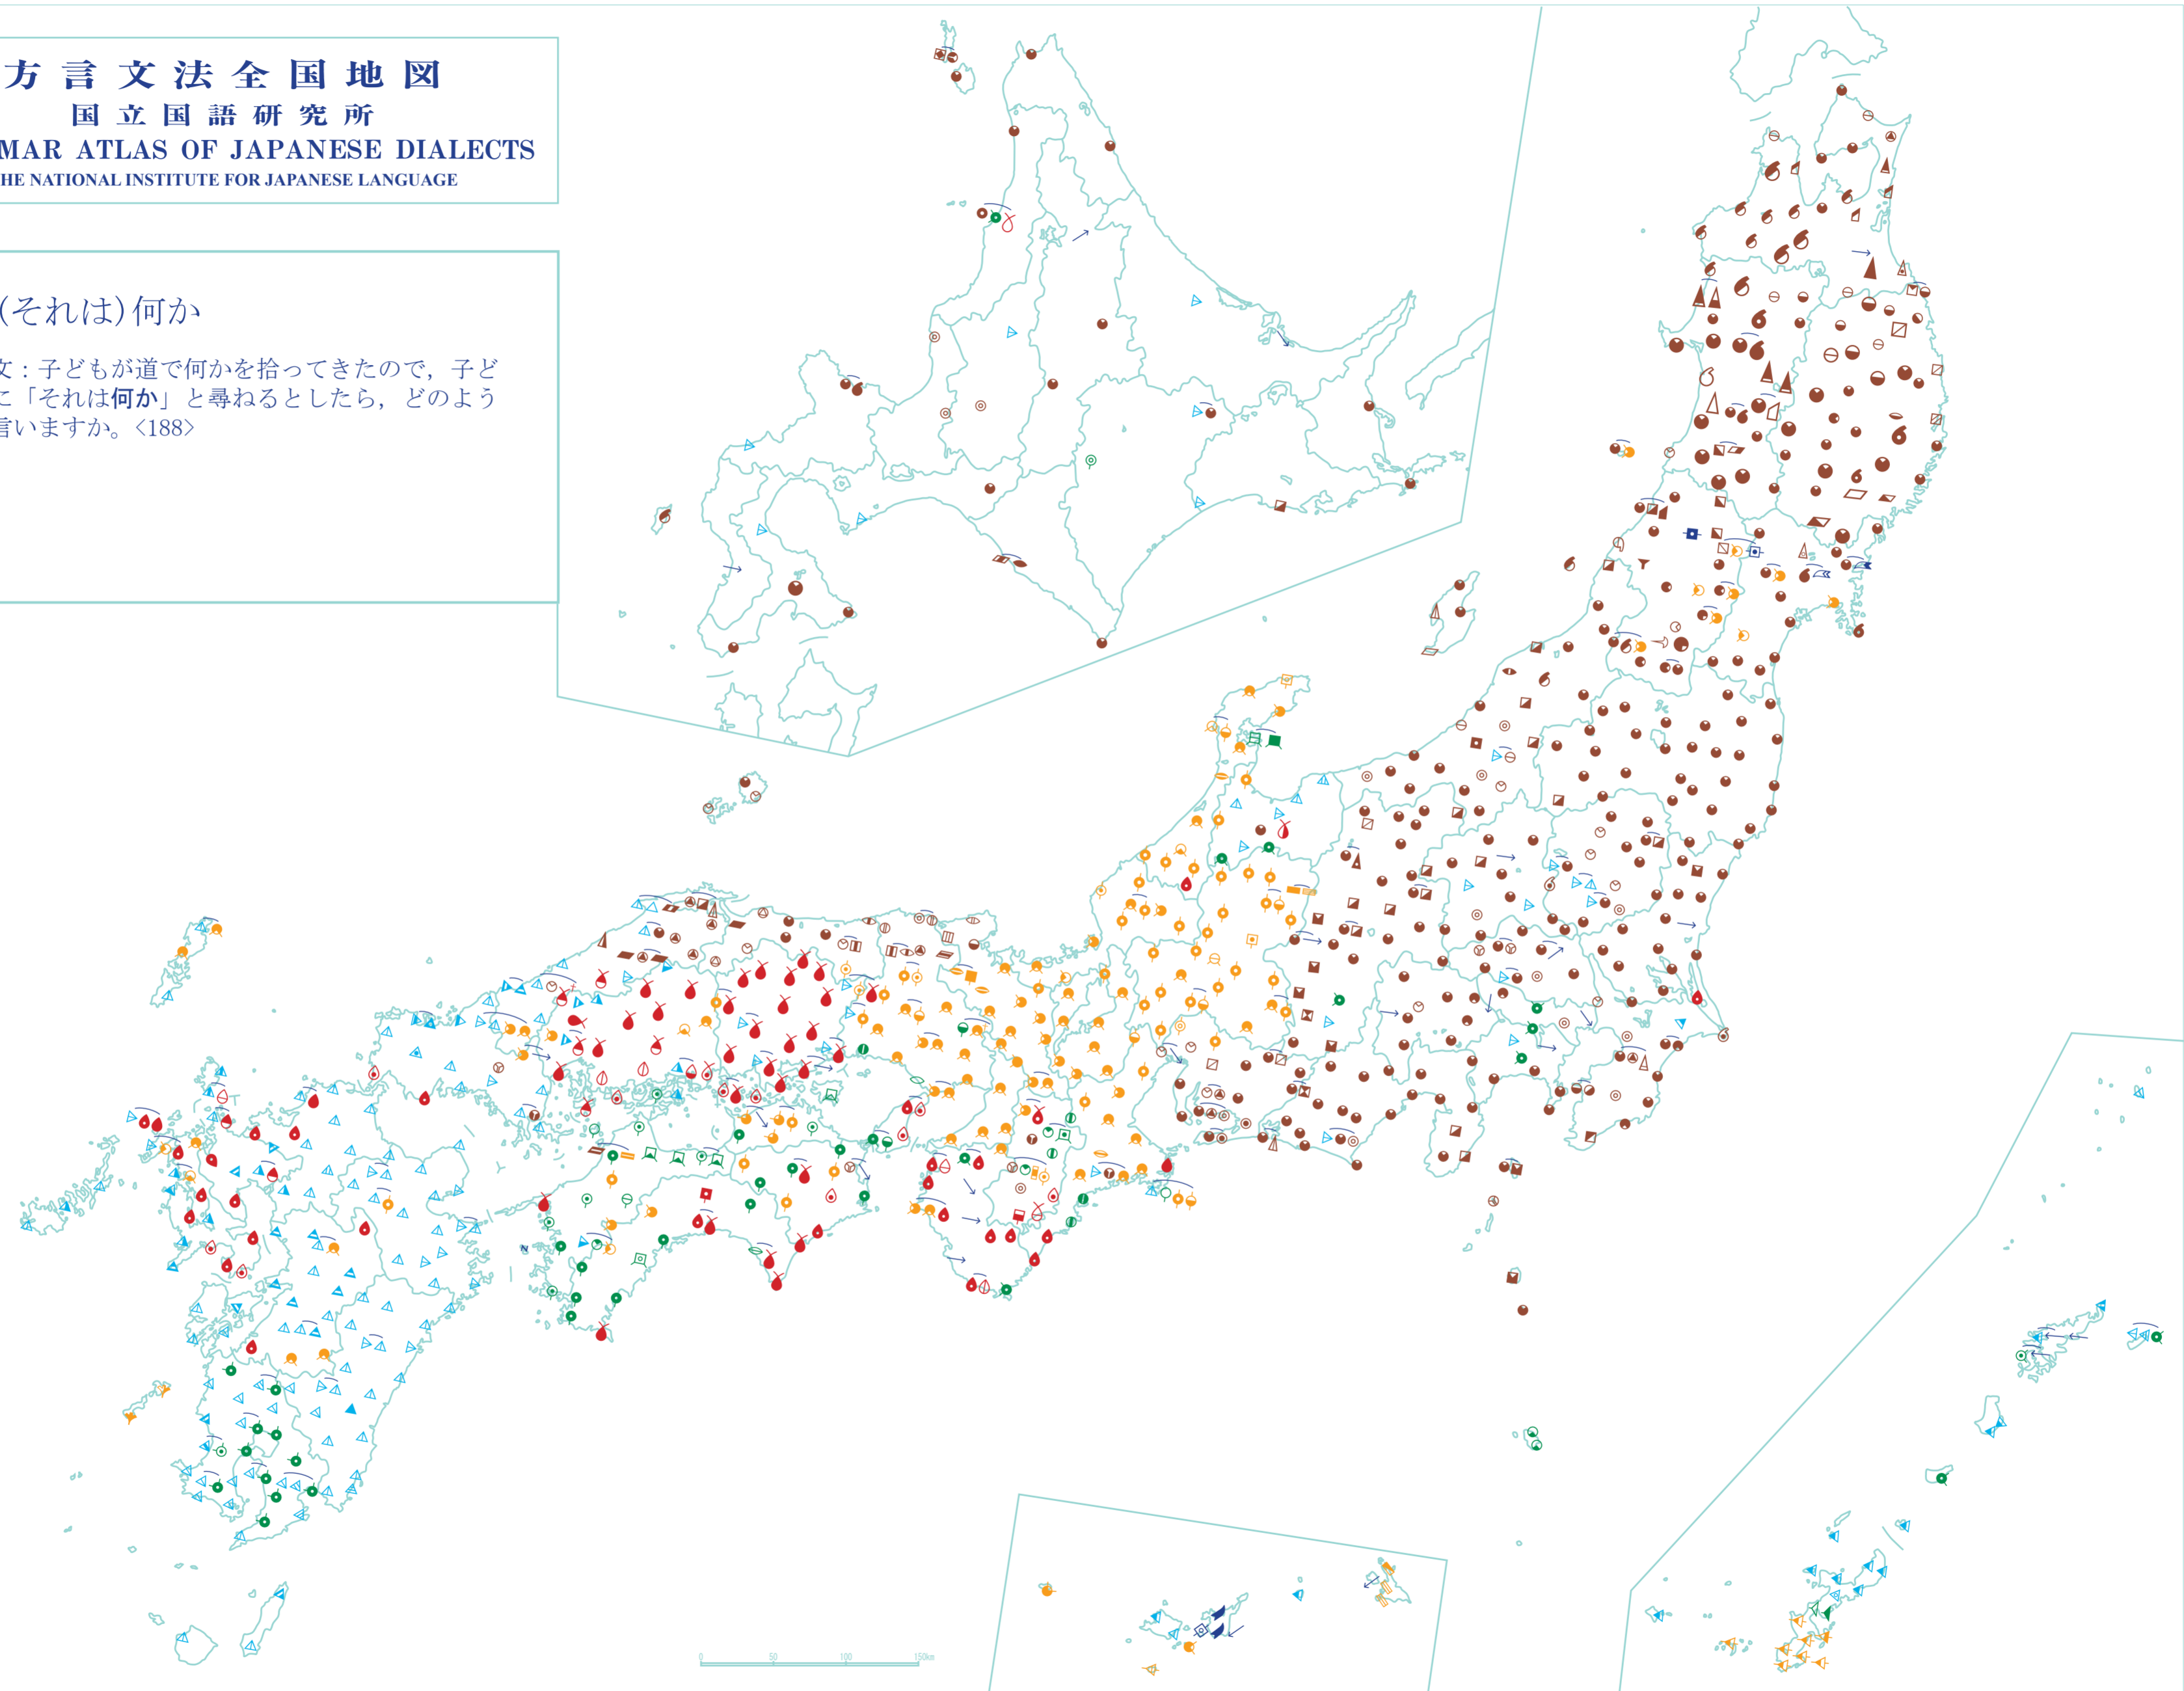 方言文法全国地図
国立国語研究所
MAR ATLAS OF JAPANESE DIALECTS
HE NATIONAL INSTITUTE FOR JAPANESE LANGUAGE
(それは)何か
文：子どもが道で何かを拾ってきたので，子ど
に「それは何か」と尋ねるとしたら，どのよう
言いますか。<188>
0 50 100 150km